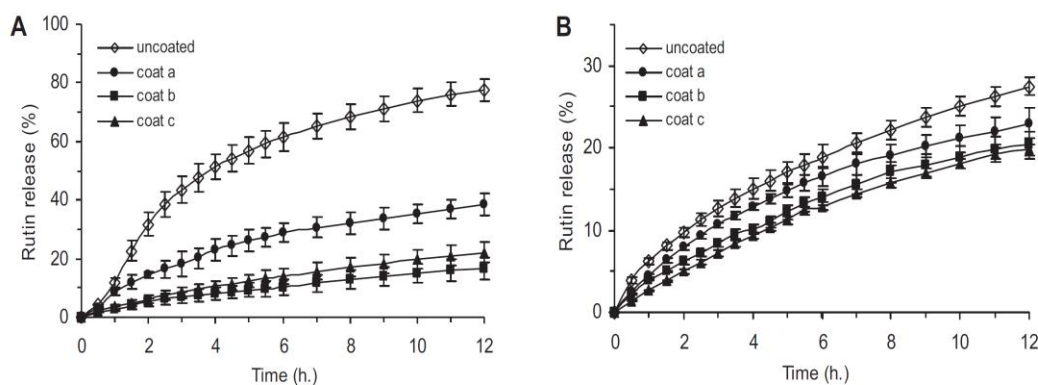 A
Rutin release (%)
100
80
60
40
20
0
uncoated
coat a
coat b
coat c
0 2 4 6 8 10 12
Time (h.)
B
Rutin release (%)
30
20
10
0
uncoated
coat a
coat b
coat c
0 2 4 6 8 10 12
Time (h.)